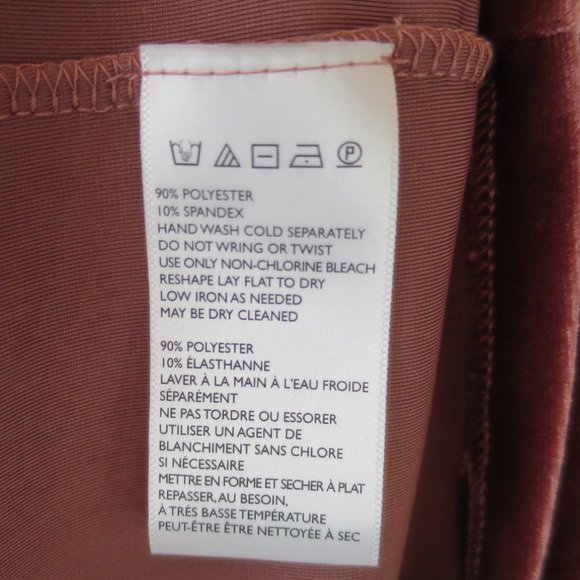 P
90% POLYESTER
10% SPANDEX
HAND WASH COLD SEPARATELY
DO NOT WRING OR TWIST
USE ONLY NON-CHLORINE BLEACH
RESHAPE LAY FLAT TO DRY
LOW IRON AS NEEDED
MAY BE DRY CLEANED
90% POLYESTER
10% ÉLASTHANNE
LAVER À LA MAIN À L'EAU FROIDE
SÉPARÉMENT
NE PAS TORDRE OU ESSORER
UTILISER UN AGENT DE
BLANCHIMENT SANS CHLORE
SI NÉCESSAIRE
METTRE EN FORME ET SECHER À PLAT
REPASSER, AU BESOIN,
À TRÉS BASSE TEMPÉRATURE
PEUT-ÊTRE ÊTRE NETTOYÉE À SEC